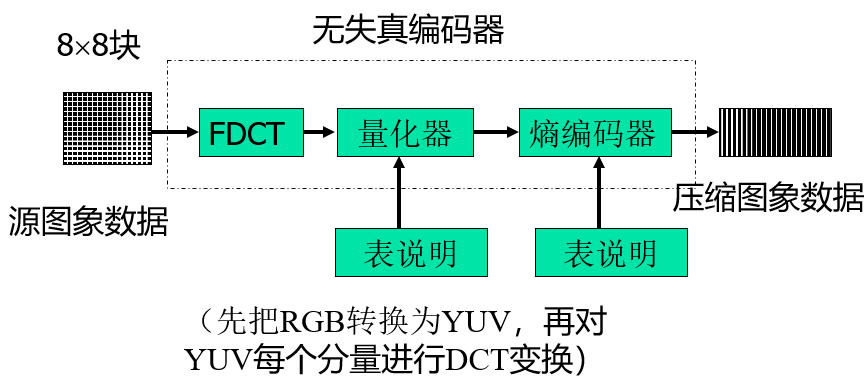 无失真编码器
8×8块
FDCT
量化器
熵编码器
源图象数据
压缩图象数据
表说明
表说明
（先把RGB转换为YUV，再对
YUV每个分量进行DCT变换）